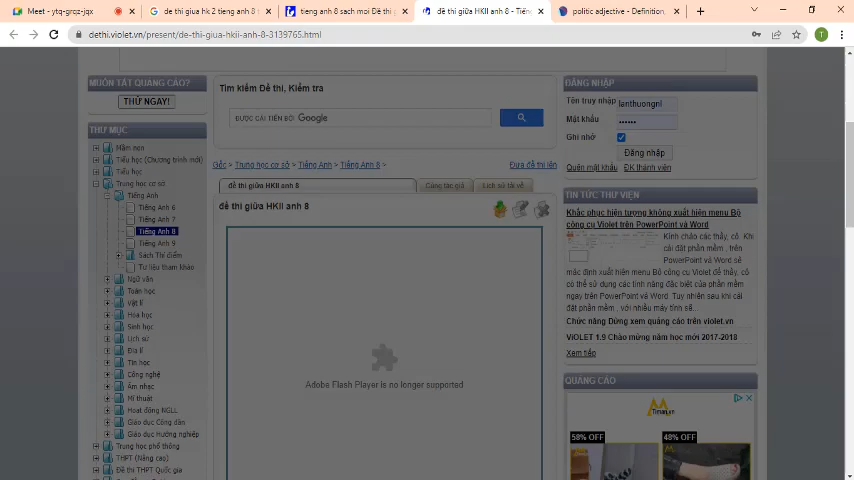 Meet - ytq-grqz-jqx
de thi giua hk 2 tieng anh 8
tieng anh 8 sach moi Đề thi
đề thi giữa HKII anh 8 - Tiến
politic adjective - Definition,
dethi.violet.vn/present/de-thi-giua-hkii-anh-8-3139765.html
T
MUỐN TẮT QUẢNG CÁO?
THỬ NGAY!
THƯ MỤC
Mầm non
Tiểu học (Chương trình mới)
Tiểu học
Trung học cơ sở
Tiếng Anh
Tiếng Anh 6
Tiếng Anh 7
Tiếng Anh 8
Tiếng Anh 9
Sách Thí điểm
Tư liệu tham khảo
Ngữ văn
Toán học
Vật lí
Hóa học
Sinh học
Lịch sử
Địa lí
Tin học
Công nghệ
Âm nhạc
Mĩ thuật
Hoạt động NGLL
Giáo dục Công dân
Giáo dục Hướng nghiệp
Trung học phổ thông
THPT (Nâng cao)
Đề thi THPT Quốc gia
Tìm kiếm Đề thi, Kiểm tra
ĐƯỢC CẢI TIẾN BỞI Google
Gốc > Trung học cơ sở > Tiếng Anh > Tiếng Anh 8 >
Đưa đề thi lên
đề thi giữa HKII anh 8
Cùng tác giả
Lịch sử tải về
đề thi giữa HKII anh 8
Adobe Flash Player is no longer supported
ĐĂNG NHẬP
Tên truy nhập
lanthuongnl
Mật khẩu
••••••
Ghi nhớ
Đăng nhập
Quên mật khẩu
ĐK thành viên
TIN TỨC THƯ VIỆN
Khắc phục hiện tượng không xuất hiện menu Bộ
công cụ Violet trên PowerPoint và Word
Kính chào các thầy, cô. Khi
cài đặt phần mềm , trên
PowerPoint và Word sẽ
mặc định xuất hiện menu Bộ công cụ Violet để thầy, cô
có thể sử dụng các tính năng đặc biệt của phần mềm
ngay trên PowerPoint và Word. Tuy nhiên sau khi
cài đặt phần mềm , với nhiều máy tính sẽ...
Chức năng Dừng xem quảng cáo trên violet.vn
ViOLET 1.9 Chào mừng năm học mới 2017-2018
Xem tiếp
QUẢNG CÁO
58% OFF
48% OFF